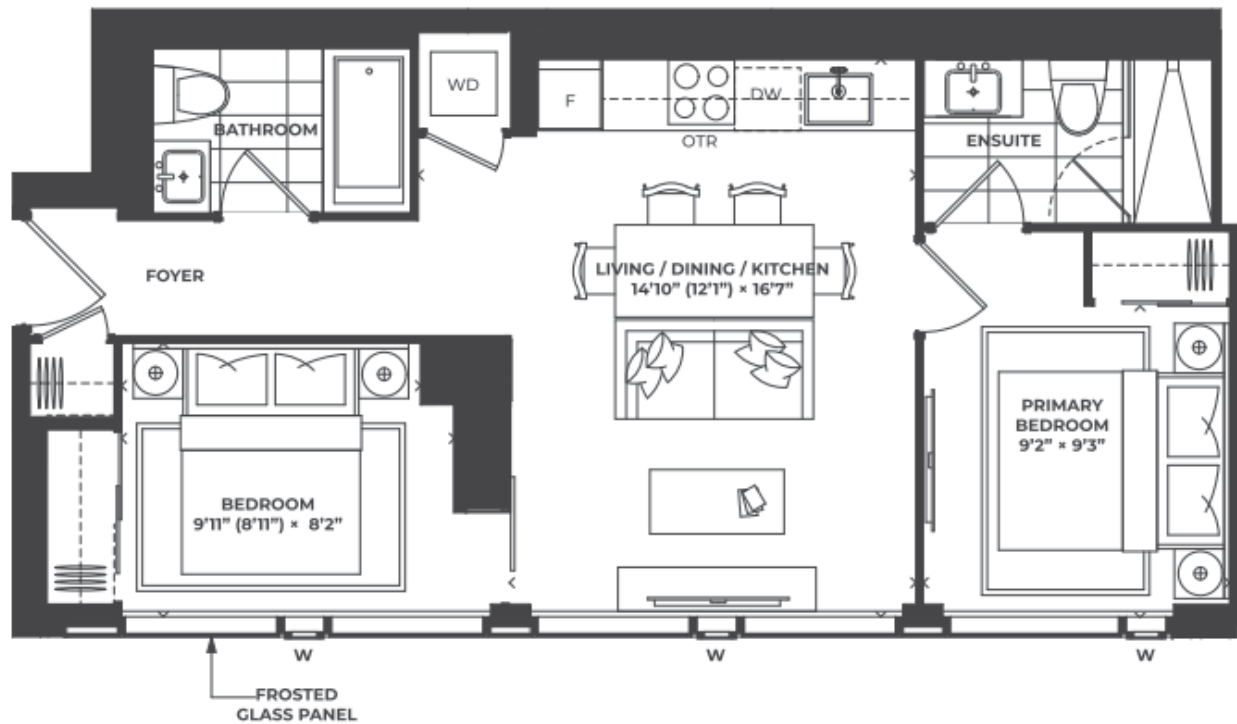 WD
F
DW
OTR
BATHROOM
ENSUITE
FOYER
LIVING / DINING / KITCHEN
14'10" (12'1") × 16'7"
PRIMARY
BEDROOM
9'2" × 9'3"
BEDROOM
9'11" (8'11") × 8'2"
W
W
W
FROSTED
GLASS PANEL